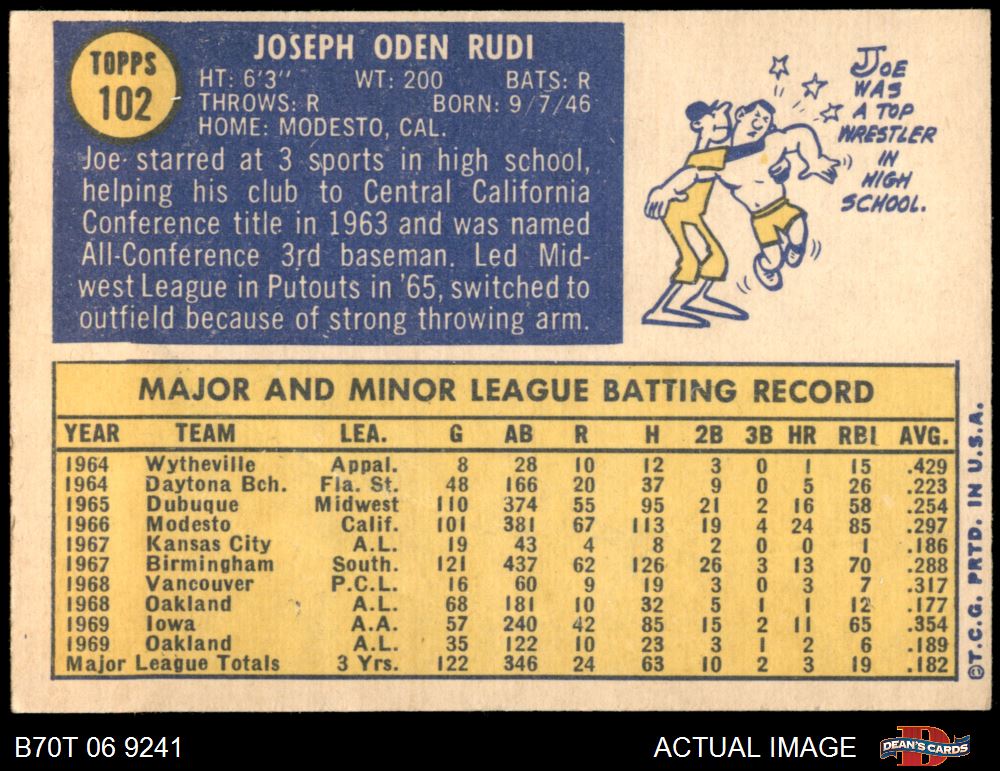 TOPPS
102
JOSEPH ODEN RUDI
HT: 6'3" WT: 200 BATS: R
THROWS: R BORN: 9/7/46
HOME: MODESTO, CAL.
Joe starred at 3 sports in high school,
helping his club to Central California
Conference title in 1963 and was named
All-Conference 3rd baseman. Led Mid-
west League in Putouts in '65, switched to
outfield because of strong throwing arm.
JOE
WAS
A TOP
WRESTLER
IN
HIGH
SCHOOL.
MAJOR AND MINOR LEAGUE BATTING RECORD
YEAR TEAM LEA. G AB R H 2B 3B HR RBI AVG.
1964 Wytheville Appal. 8 28 10 12 3 0 1 15 .429
1964 Daytona Bch. Fla. St. 48 166 20 37 9 0 5 26 .223
1965 Dubuque Midwest 110 374 55 95 21 2 16 58 .254
1966 Modesto Calif. 101 381 67 113 19 4 24 85 .297
1967 Kansas City A.L. 19 43 4 8 2 0 0 1 .186
1967 Birmingham South. 121 437 62 126 26 3 13 70 .288
1968 Vancouver P.C.L. 16 60 9 19 3 0 3 7 .317
1968 Oakland A.L. 68 181 10 32 5 1 1 12 .177
1969 Iowa A.A. 57 240 42 85 15 2 11 65 .354
1969 Oakland A.L. 35 122 10 23 3 1 2 6 .189
Major League Totals 3 Yrs. 122 346 24 63 10 2 3 19 .182
©T.C.G. PRTD. IN U.S.A.
B70T 06 9241
ACTUAL IMAGE
DEAN'S CARDS